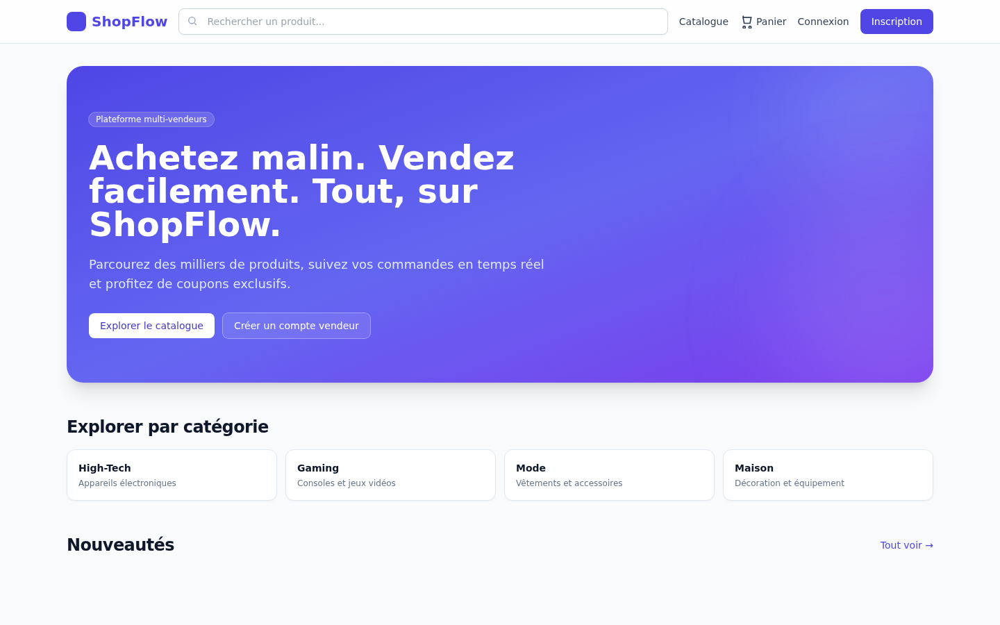 ShopFlow
Rechercher un produit...
Catalogue
Panier
Connexion
Inscription
Plateforme multi-vendeurs
Achetez malin. Vendez
facilement. Tout, sur
ShopFlow.
Parcourez des milliers de produits, suivez vos commandes en temps réel
et profitez de coupons exclusifs.
Explorer le catalogue
Créer un compte vendeur
Explorer par catégorie
High-Tech
Appareils électroniques
Gaming
Consoles et jeux vidéos
Mode
Vêtements et accessoires
Maison
Décoration et équipement
Nouveautés
Tout voir →